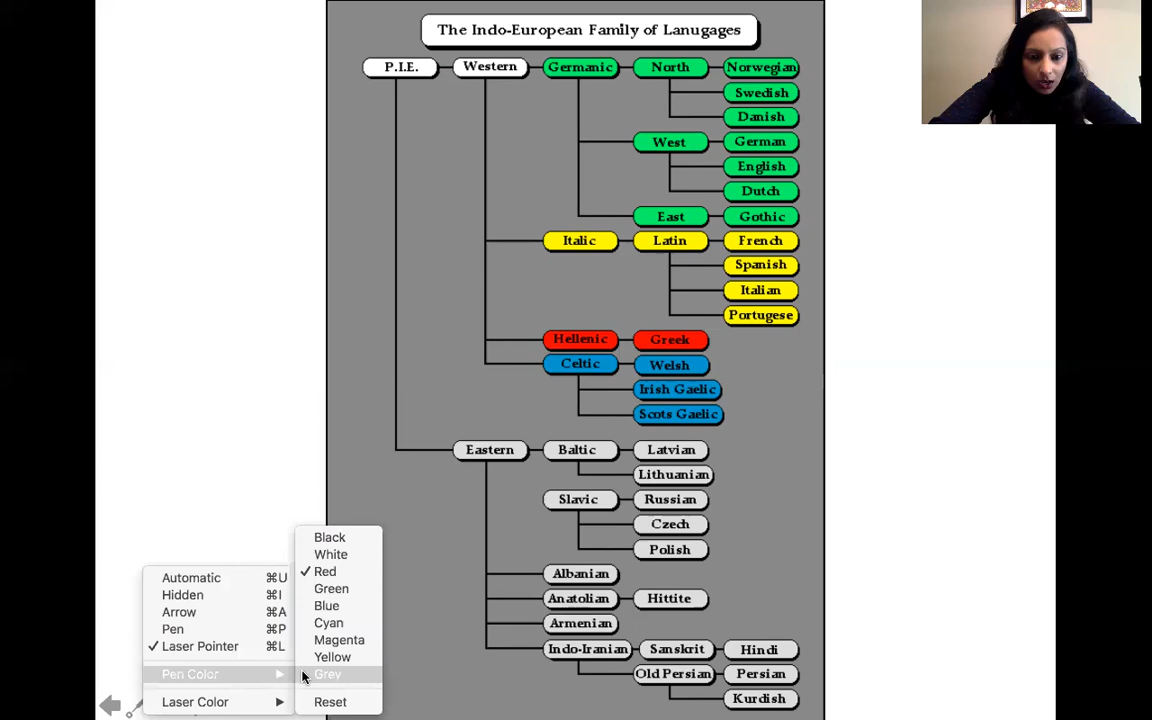 The Indo-European Family of Lanugages
P.I.E. Western Germanic North Norwegian
Swedish
Danish
West German
English
Dutch
East Gothic
Italic Latin French
Spanish
Italian
Portugese
Hellenic Greek
Celtic Welsh
Irish Gaelic
Scots Gaelic
Eastern Baltic Latvian
Lithuanian
Slavic Russian
Czech
Polish
Albanian
Anatolian Hittite
Armenian
Indo-Iranian Sanskrit Hindi
Old Persian Persian
Kurdish
Automatic ⌘U
Hidden ⌘I
Arrow ⌘A
Pen ⌘P
✓ Laser Pointer ⌘L
Pen Color
Laser Color
Black
White
✓ Red
Green
Blue
Cyan
Magenta
Yellow
Grey
Reset